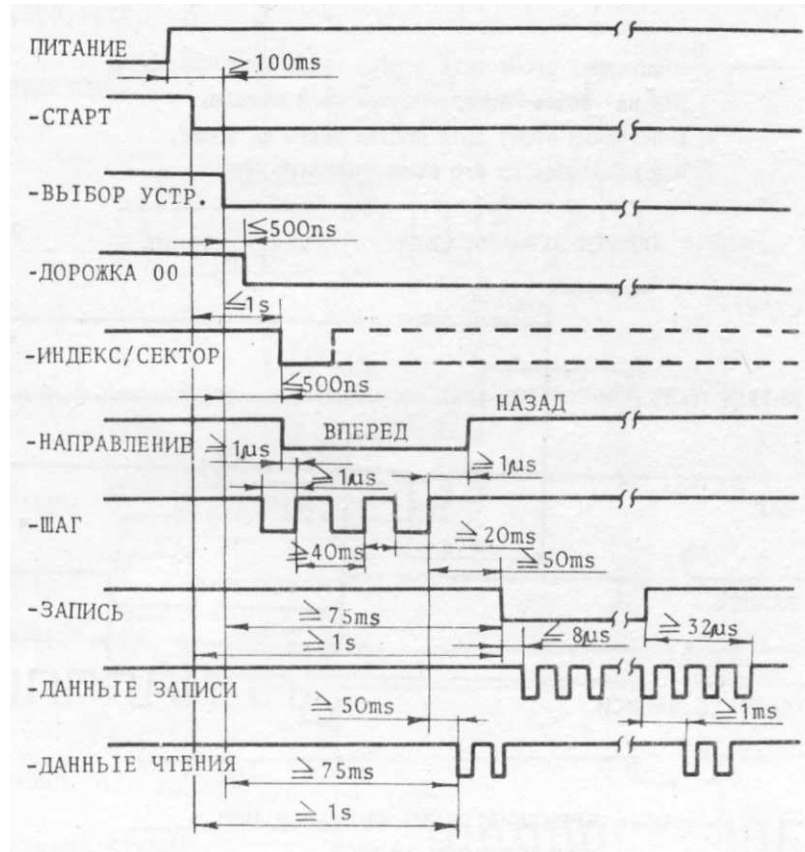 ПИТАНИЕ
≥ 100ms
-СТАРТ
-ВЫБОР УСТР.
≤500ns
-ДОРОЖКА 00
≤1s
-ИНДЕКС/СЕКТОР
≤500ns
НАЗАД
-НАПРАВЛЕНИЕ
ВПЕРЕД
≥1µs
≥1µs
≥1µs
-ШАГ
≥40ms
≥20ms
≥50ms
-ЗАПИСЬ
≥75ms
≤ 8µs
≥ 32µs
≥1s
-ДАННЫЕ ЗАПИСИ
≥50ms
≥1ms
-ДАННЫЕ ЧТЕНИЯ
≥75ms
≥ 1s